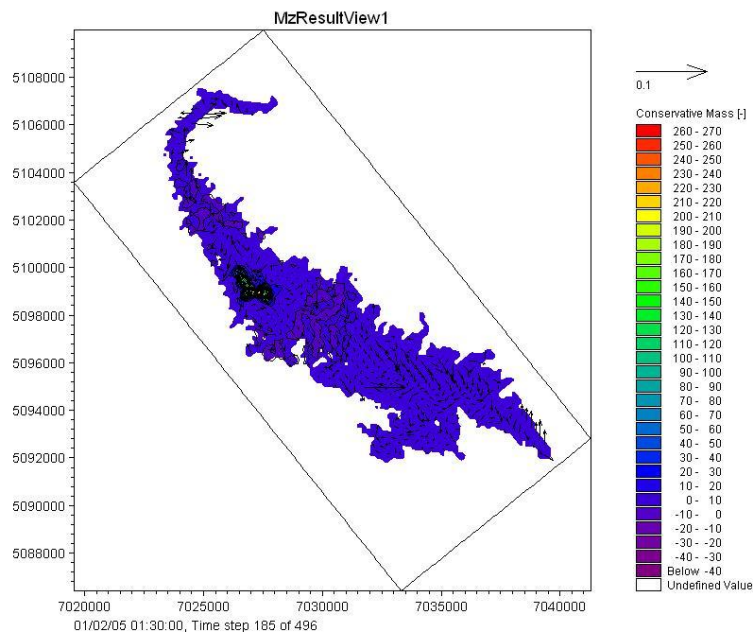 MzResultView1
5108000
5106000
5104000
5102000
5100000
5098000
5096000
5094000
5092000
5090000
5088000
7020000 7025000 7030000 7035000 7040000
01/02/05 01:30:00, Time step 185 of 496
0.1
Conservative Mass [-]
260 - 270
250 - 260
240 - 250
230 - 240
220 - 230
210 - 220
200 - 210
190 - 200
180 - 190
170 - 180
160 - 170
150 - 160
140 - 150
130 - 140
120 - 130
110 - 120
100 - 110
90 - 100
80 - 90
70 - 80
60 - 70
50 - 60
40 - 50
30 - 40
20 - 30
10 - 20
0 - 10
-10 - 0
-20 - -10
-30 - -20
-40 - -30
Below -40
Undefined Value